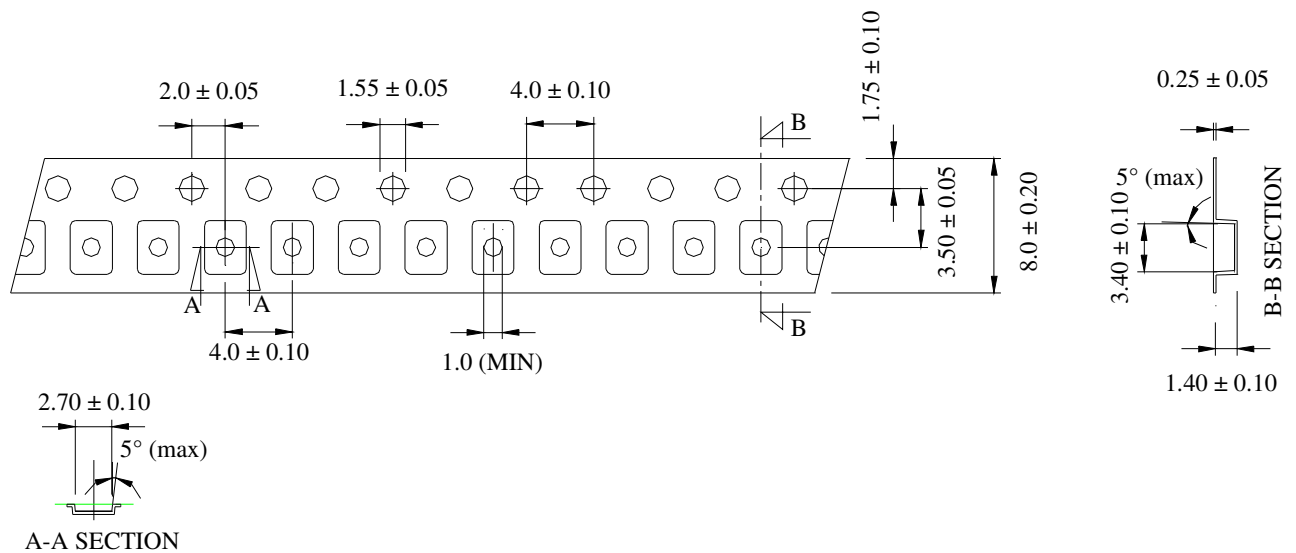 2.0 ± 0.05
1.55 ± 0.05
4.0 ± 0.10
1.75 ± 0.10
0.25 ± 0.05
B
5° (max)
3.50 ± 0.05
8.0 ± 0.20
3.40 ± 0.10
B-B SECTION
A
A
B
4.0 ± 0.10
1.0 (MIN)
1.40 ± 0.10
2.70 ± 0.10
5° (max)
A-A SECTION